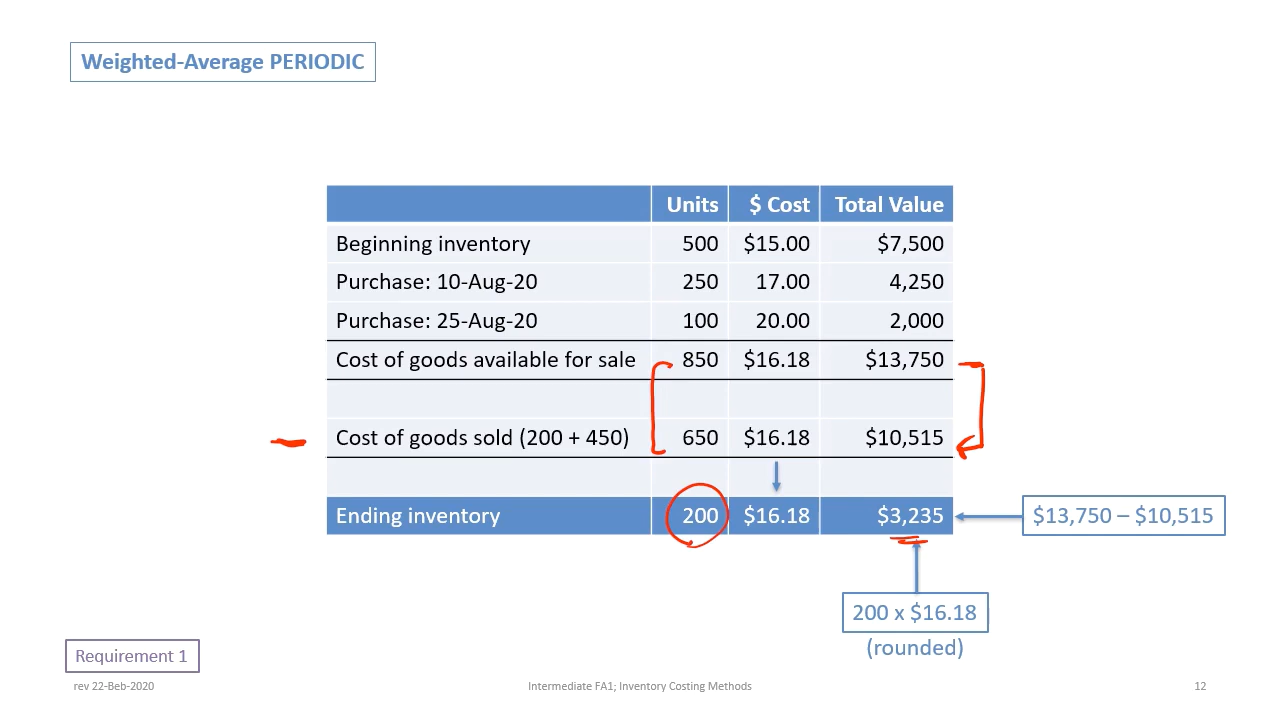 Weighted-Average PERIODIC
Units $ Cost Total Value
Beginning inventory 500 $15.00 $7,500
Purchase: 10-Aug-20 250 17.00 4,250
Purchase: 25-Aug-20 100 20.00 2,000
Cost of goods available for sale 850 $16.18 $13,750
Cost of goods sold (200 + 450) 650 $16.18 $10,515
Ending inventory 200 $16.18 $3,235
$13,750 – $10,515
200 x $16.18
(rounded)
Requirement 1
rev 22-Beb-2020 Intermediate FA1; Inventory Costing Methods 12